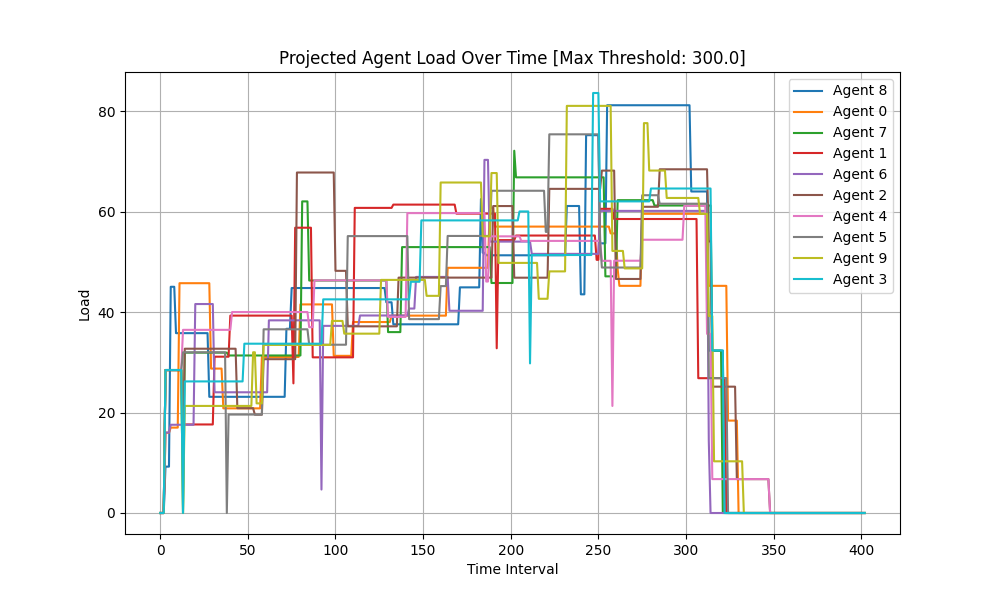 Projected Agent Load Over Time [Max Threshold: 300.0]
Load
80
60
40
20
0
0 50 100 150 200 250 300 350 400
Time Interval
Agent 8
Agent 0
Agent 7
Agent 1
Agent 6
Agent 2
Agent 4
Agent 5
Agent 9
Agent 3